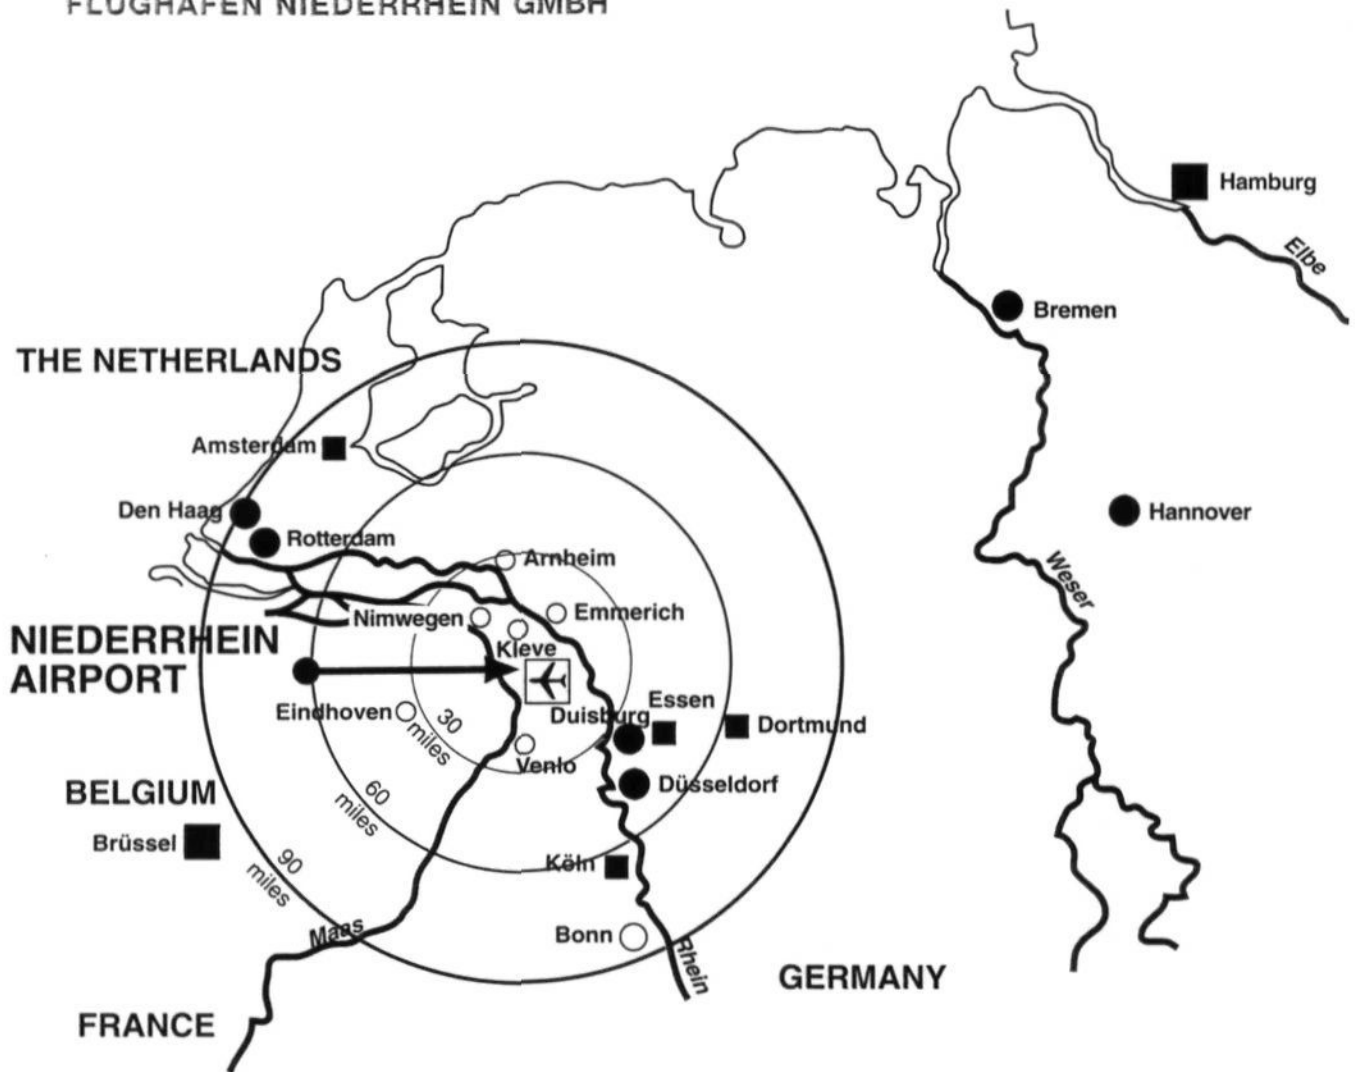 FLUGHAFEN NIEDERRHEIN GMBH
Hamburg
Elbe
Bremen
THE NETHERLANDS
Amsterdam
Den Haag
Rotterdam
Hannover
Arnheim
Weser
Emmerich
Nimwegen
Kleve
NIEDERRHEIN
AIRPORT
Essen
Eindhoven
Duisburg
Dortmund
30
miles
Venlo
Düsseldorf
BELGIUM
60
miles
Brüssel
Köln
90
miles
Maas
Bonn
Rhein
GERMANY
FRANCE